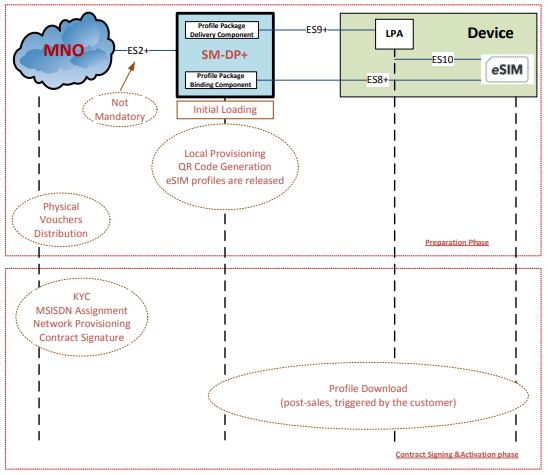 Profile Package
Delivery Component
ES9+
LPA
Device
MNO
ES2+
SM-DP+
ES10
eSIM
Profile Package
Binding Component
ES8+
Not
Mandatory
Initial Loading
Local Provisioning
QR Code Generation
eSIM profiles are released
Physical
Vouchers
Distribution
Preparation Phase
KYC
MSISDN Assignment
Network Provisioning
Contract Signature
Profile Download
(post-sales, triggered by the customer)
Contract Signing &Activation phase